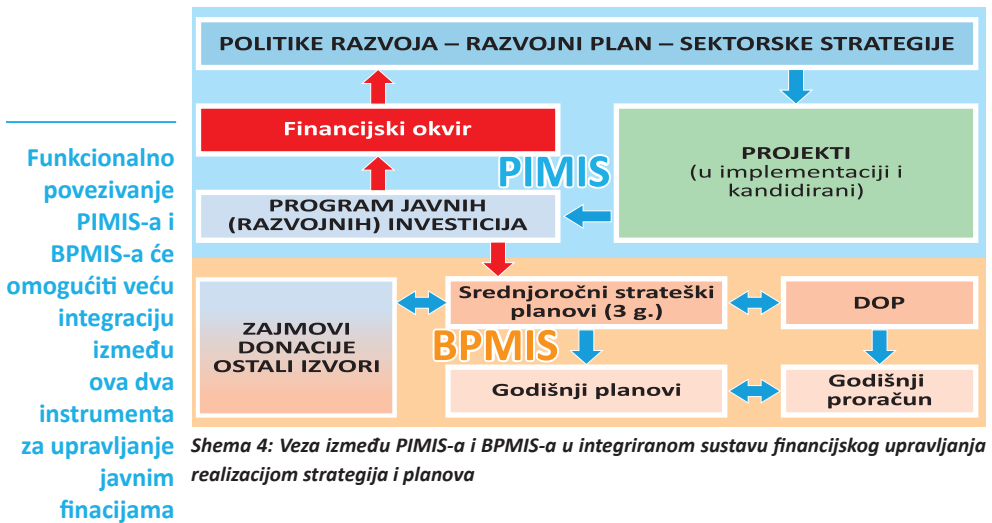 POLITIKE RAZVOJA – RAZVOJNI PLAN – SEKTORSKE STRATEGIJE
Financijski okvir
PIMIS
PROJEKTI
(u implementaciji i
kandidirani)
PROGRAM JAVNIH
(RAZVOJNIH) INVESTICIJA
ZAJMOVI
DONACIJE
OSTALI IZVORI
Srednjoročni strateški
planovi (3 g.)
DOP
BPMIS
Godišnji planovi
Godišnji
proračun
Funkcionalno
povezivanje
PIMIS-a i
BPMIS-a će
omogućiti veću
integraciju
između
ova dva
instrumenta
za upravljanje
javnim
finacijama
Shema 4: Veza između PIMIS-a i BPMIS-a u integriranom sustavu financijskog upravljanja
realizacijom strategija i planova